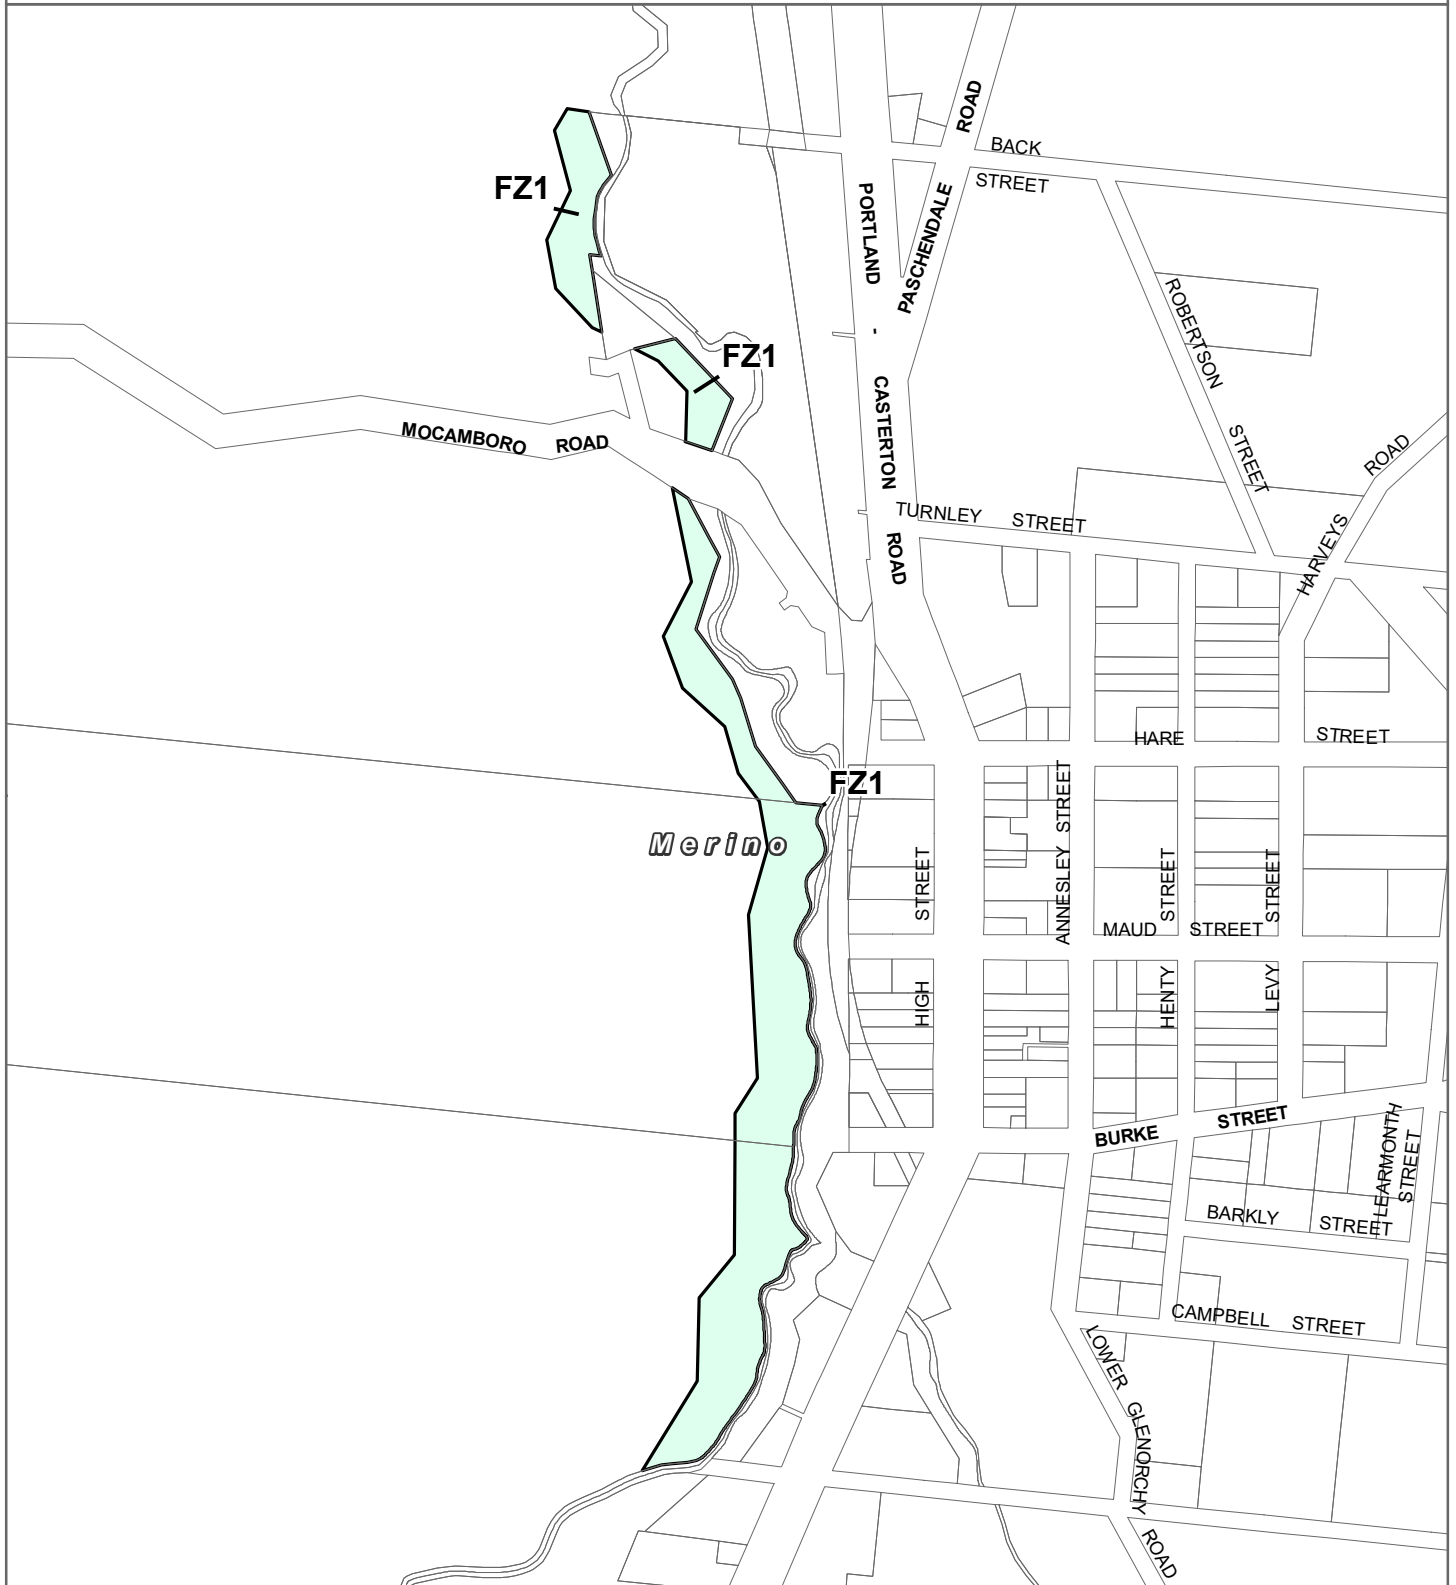 FZ1
FZ1
FZ1
Merino
BACK
STREET
ROAD
PASCHENDALE
PORTLAND
-
CASTERTON
ROAD
MOCAMBORO ROAD
ROBERTSON
STREET
HARVEYS
ROAD
TURNLEY STREET
HARE STREET
ANNESLEY STREET
HIGH STREET
HENTY STREET
LEVY STREET
MAUD STREET
BURKE STREET
LEARMONTH
STREET
BARKLY STREET
CAMPBELL STREET
LOWER GLENORCHY ROAD